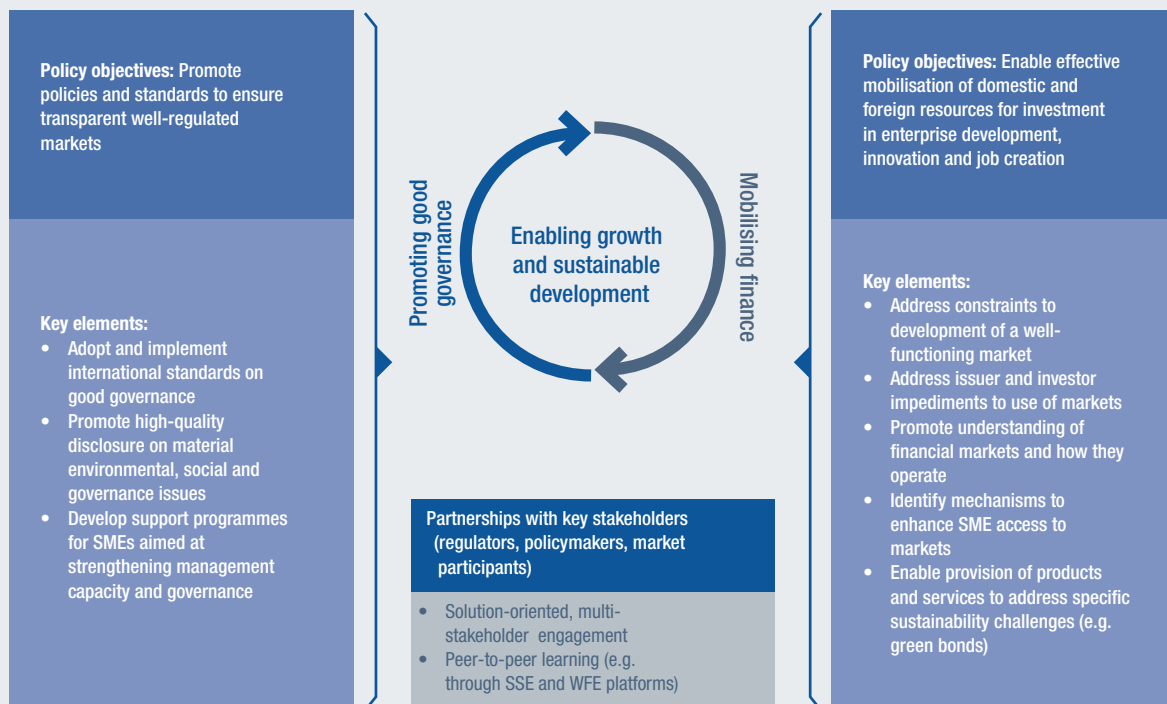 Policy objectives: Promote
policies and standards to ensure
transparent well-regulated
markets
Key elements:
• Adopt and implement
international standards on
good governance
• Promote high-quality
disclosure on material
environmental, social and
governance issues
• Develop support programmes
for SMEs aimed at
strengthening management
capacity and governance
Promoting good
governance
Enabling growth
and sustainable
development
Mobilising finance
Partnerships with key stakeholders
(regulators, policymakers, market
participants)
• Solution-oriented, multi-
stakeholder engagement
• Peer-to-peer learning (e.g.
through SSE and WFE platforms)
Policy objectives: Enable effective
mobilisation of domestic and
foreign resources for investment
in enterprise development,
innovation and job creation
Key elements:
• Address constraints to
development of a well-
functioning market
• Address issuer and investor
impediments to use of markets
• Promote understanding of
financial markets and how they
operate
• Identify mechanisms to
enhance SME access to
markets
• Enable provision of products
and services to address specific
sustainability challenges (e.g.
green bonds)